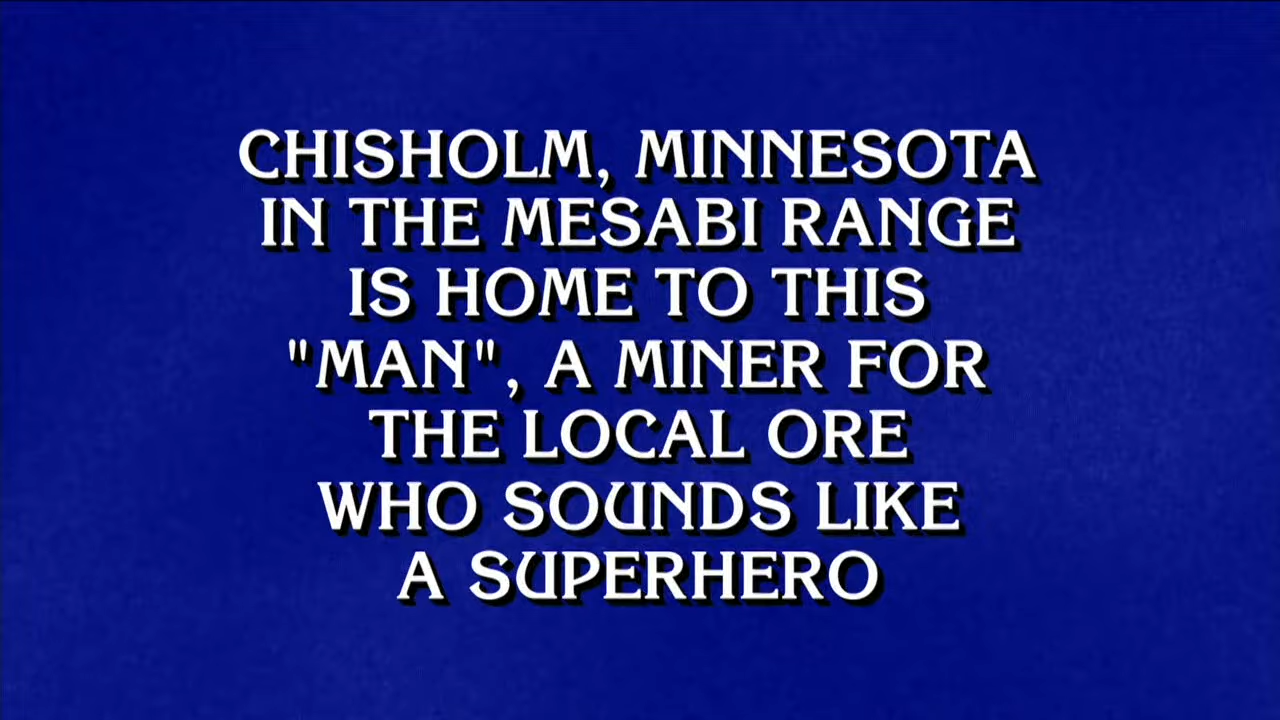 CHISHOLM, MINNESOTA
IN THE MESABI RANGE
IS HOME TO THIS
"MAN", A MINER FOR
THE LOCAL ORE
WHO SOUNDS LIKE
A SUPERHERO